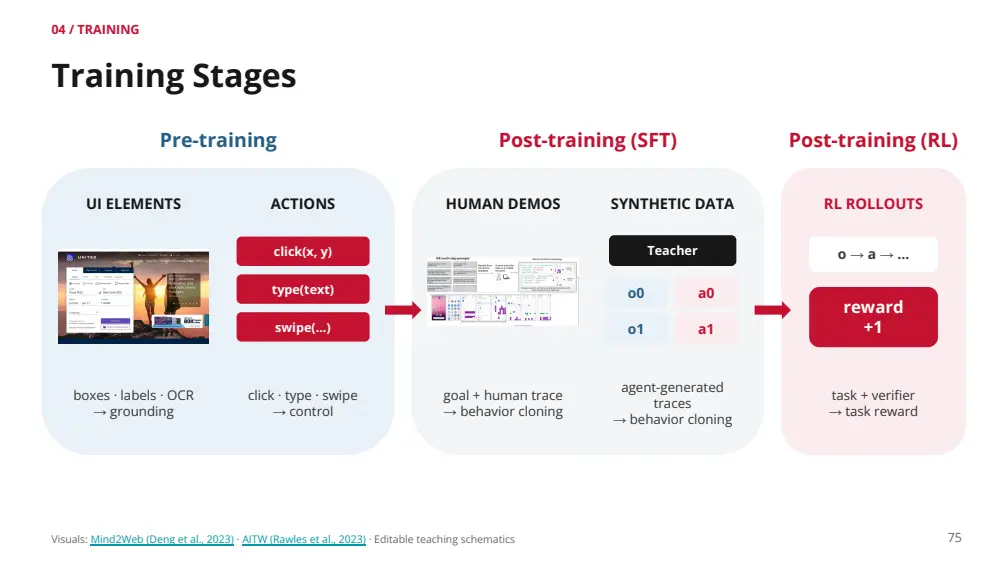 04 / TRAINING
Training Stages
Pre-training
Post-training (SFT)
Post-training (RL)
UI ELEMENTS
ACTIONS
HUMAN DEMOS
SYNTHETIC DATA
RL ROLLOUTS
UNITED
click(x, y)
type(text)
swipe(...)
Teacher
o0
a0
o1
a1
o → a → ...
reward
+1
boxes · labels · OCR
→ grounding
click · type · swipe
→ control
goal + human trace
→ behavior cloning
agent-generated
traces
→ behavior cloning
task + verifier
→ task reward
Visuals: Mind2Web (Deng et al., 2023) · AITW (Rawles et al., 2023) · Editable teaching schematics
75